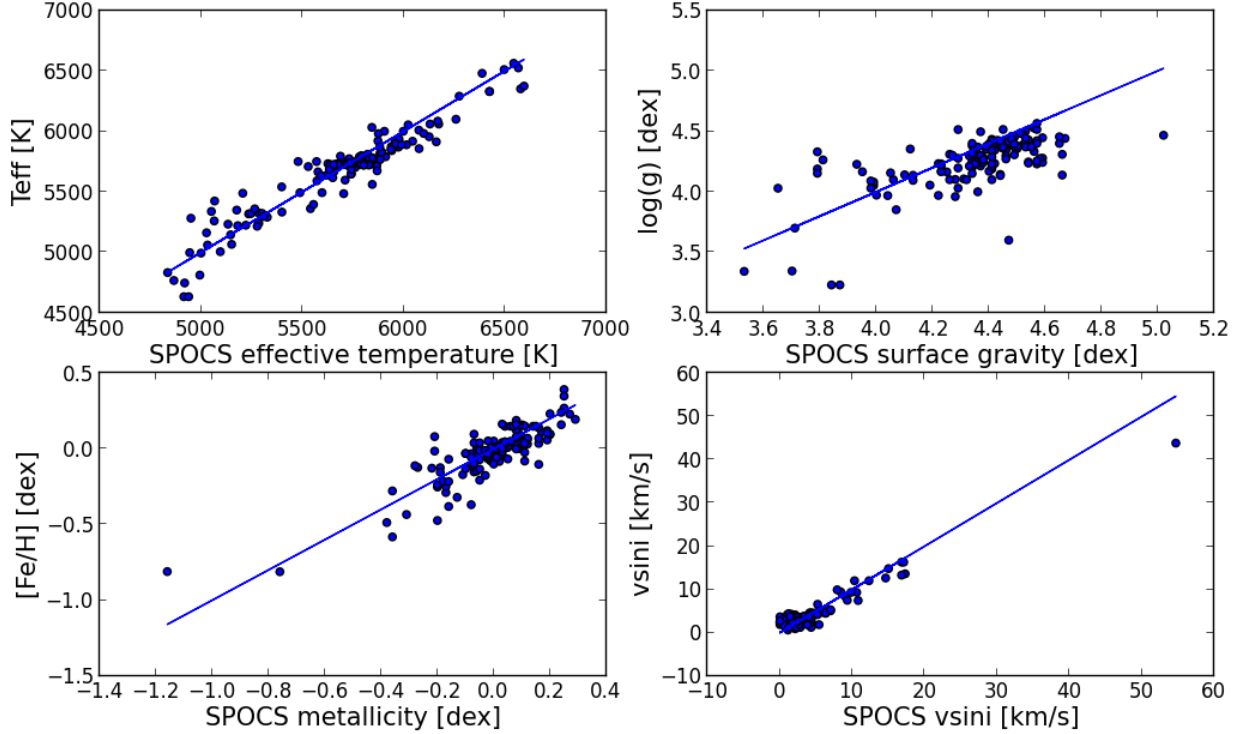 7000
6500
6000
5500
5000
4500
Teff [K]
4500 5000 5500 6000 6500 7000
SPOCS effective temperature [K]
5.5
5.0
4.5
4.0
3.5
3.0
log(g) [dex]
3.4 3.6 3.8 4.0 4.2 4.4 4.6 4.8 5.0 5.2
SPOCS surface gravity [dex]
0.5
0.0
−0.5
−1.0
−1.5
[Fe/H] [dex]
−1.4 −1.2 −1.0 −0.8 −0.6 −0.4 −0.2 0.0 0.2 0.4
SPOCS metallicity [dex]
60
50
40
30
20
10
0
−10
vsini [km/s]
−10 0 10 20 30 40 50 60
SPOCS vsini [km/s]